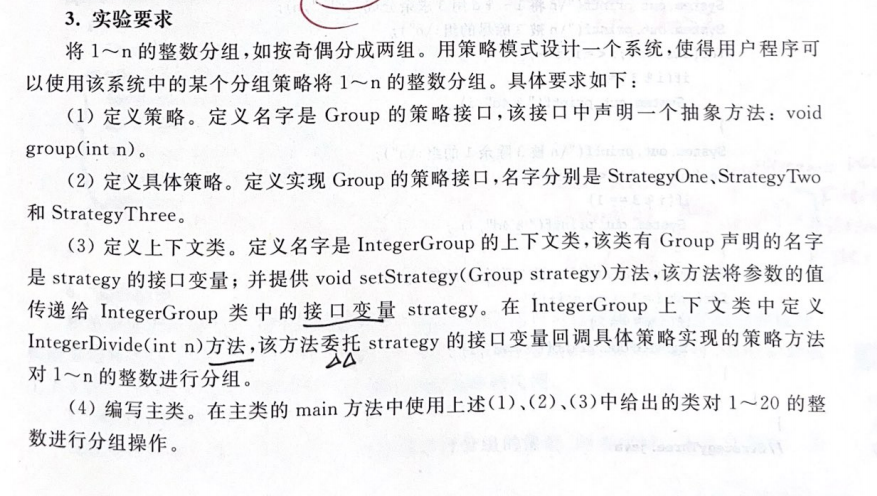 3. 实验要求
将 1～n 的整数分组,如按奇偶分成两组。用策略模式设计一个系统,使得用户程序可
以使用该系统中的某个分组策略将 1～n 的整数分组。具体要求如下:
(1) 定义策略。定义名字是 Group 的策略接口,该接口中声明一个抽象方法: void
group(int n)。
(2) 定义具体策略。定义实现 Group 的策略接口,名字分别是 StrategyOne、StrategyTwo
和 StrategyThree。
(3) 定义上下文类。定义名字是 IntegerGroup 的上下文类,该类有 Group 声明的名字
是 strategy 的接口变量; 并提供 void setStrategy(Group strategy)方法,该方法将参数的值
传递给 IntegerGroup 类中的接口变量 strategy。在 IntegerGroup 上下文类中定义
IntegerDivide(int n)方法,该方法委托 strategy 的接口变量回调具体策略实现的策略方法
对 1～n 的整数进行分组。
(4) 编写主类。在主类的 main 方法中使用上述(1)、(2)、(3)中给出的类对 1～20 的整
数进行分组操作。